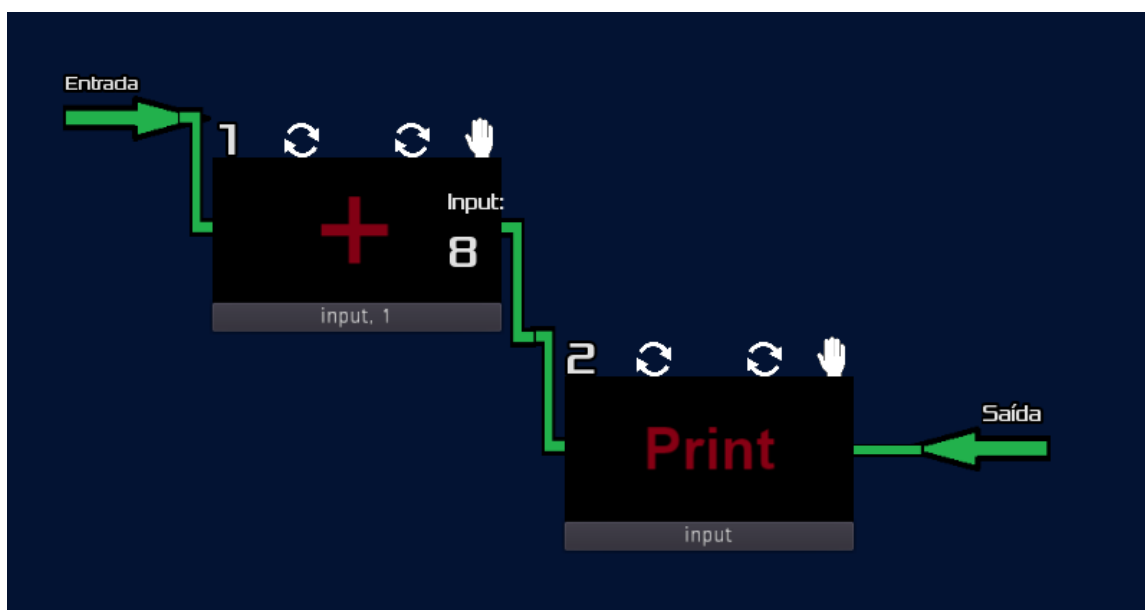 Entrada
1
+
Input:
8
input, 1
2
Print
input
Saída